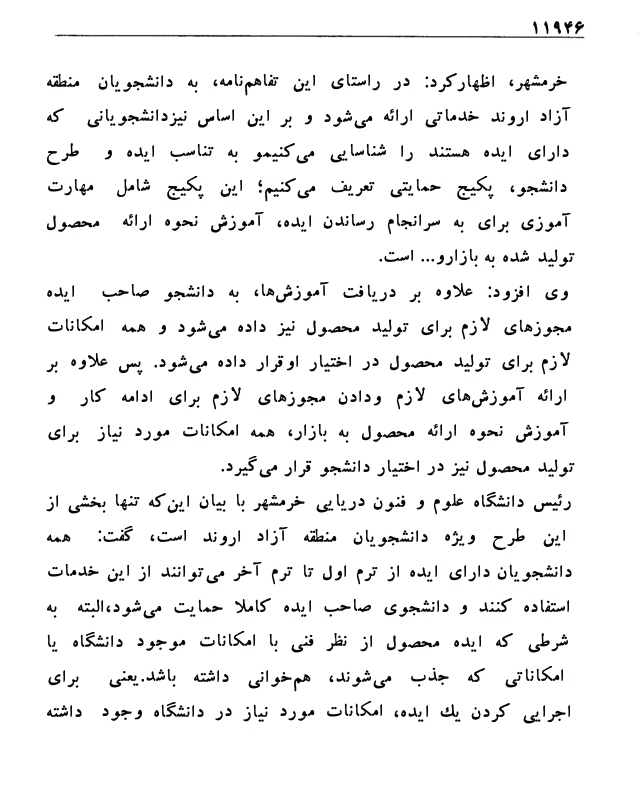 ۱۱۹۴۶
خرمشهر، اظهارکرد: در راستای این تفاهم‌نامه، به دانشجویان منطقه
آزاد اروند خدماتی ارائه می‌شود و بر این اساس نیزدانشجویانی که
دارای ایده هستند را شناسایی می‌کنیمو به تناسب ایده و طرح
دانشجو، پکیج حمایتی تعریف می‌کنیم؛ این پکیج شامل مهارت
آموزی برای به سرانجام رساندن ایده، آموزش نحوه ارائه محصول
تولید شده به بازارو... است.
وی افزود: علاوه بر دریافت آموزش‌ها، به دانشجو صاحب ایده
مجوزهای لازم برای تولید محصول نیز داده می‌شود و همه امکانات
لازم برای تولید محصول در اختیار اوقرار داده می‌شود. پس علاوه بر
ارائه آموزش‌های لازم ودادن مجوزهای لازم برای ادامه کار و
آموزش نحوه ارائه محصول به بازار، همه امکانات مورد نیاز برای
تولید محصول نیز در اختیار دانشجو قرار می‌گیرد.
رئیس دانشگاه علوم و فنون دریایی خرمشهر با بیان این‌که تنها بخشی از
این طرح ویژه دانشجویان منطقه آزاد اروند است، گفت: همه
دانشجویان دارای ایده از ترم اول تا ترم آخر می‌توانند از این خدمات
استفاده کنند و دانشجوی صاحب ایده کاملا حمایت می‌شود،البته به
شرطی که ایده محصول از نظر فنی با امکانات موجود دانشگاه یا
امکاناتی که جذب می‌شوند، هم‌خوانی داشته باشد.یعنی برای
اجرایی کردن یك ایده، امکانات مورد نیاز در دانشگاه وجود داشته